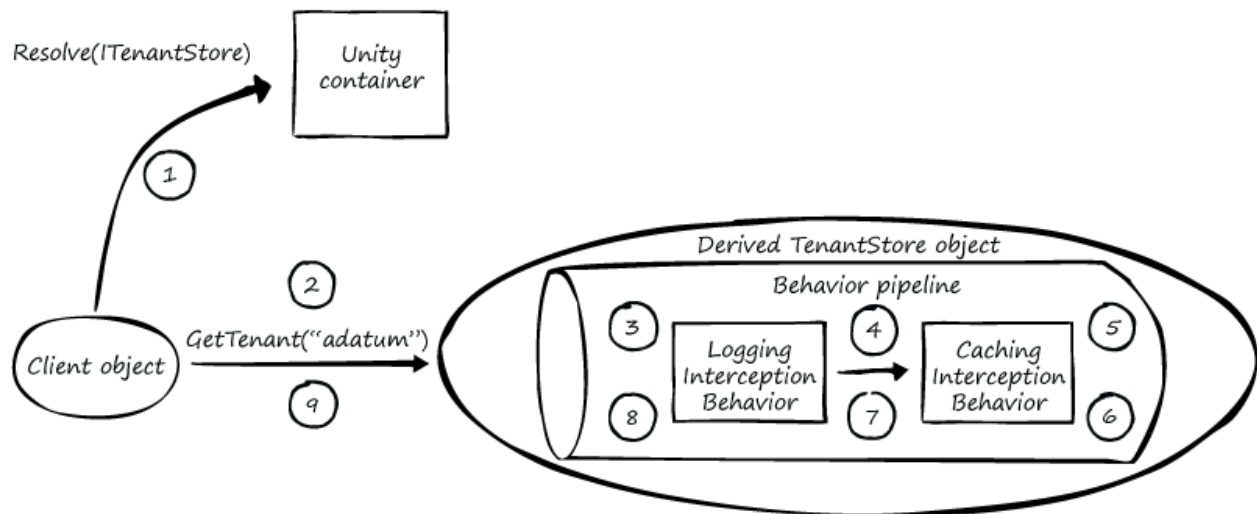 Resolve(ITenantStore)
Unity
container
1
Derived TenantStore object
Behavior pipeline
2
3
4
5
GetTenant(“adatum”)
Client object
Logging
Interception
Behavior
Caching
Interception
Behavior
9
8
7
6